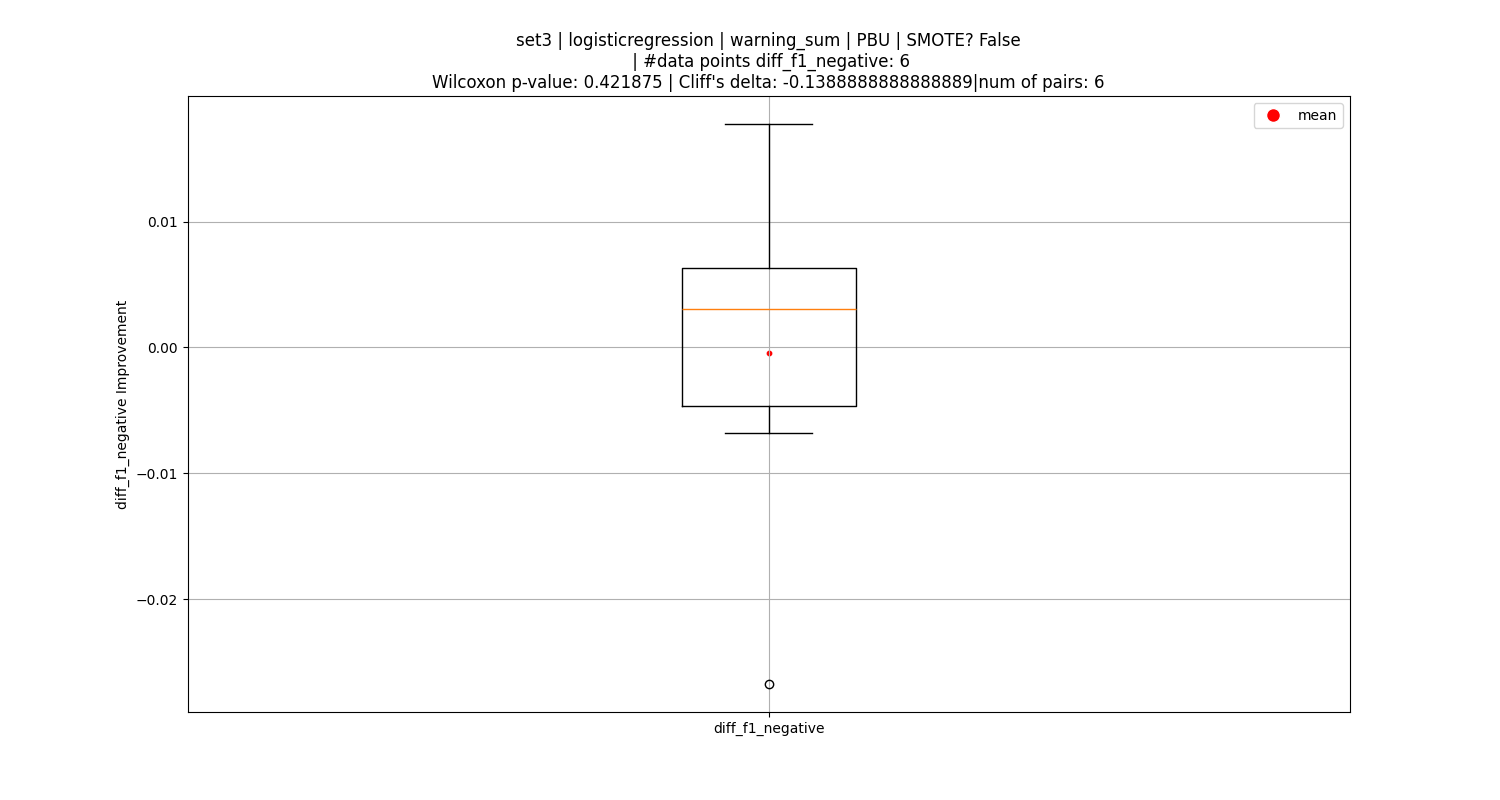 set3 | logisticregression | warning_sum | PBU | SMOTE? False
| #data points diff_f1_negative: 6
Wilcoxon p-value: 0.421875 | Cliff's delta: -0.1388888888888889|num of pairs: 6
mean
0.01
0.00
−0.01
−0.02
diff_f1_negative Improvement
diff_f1_negative